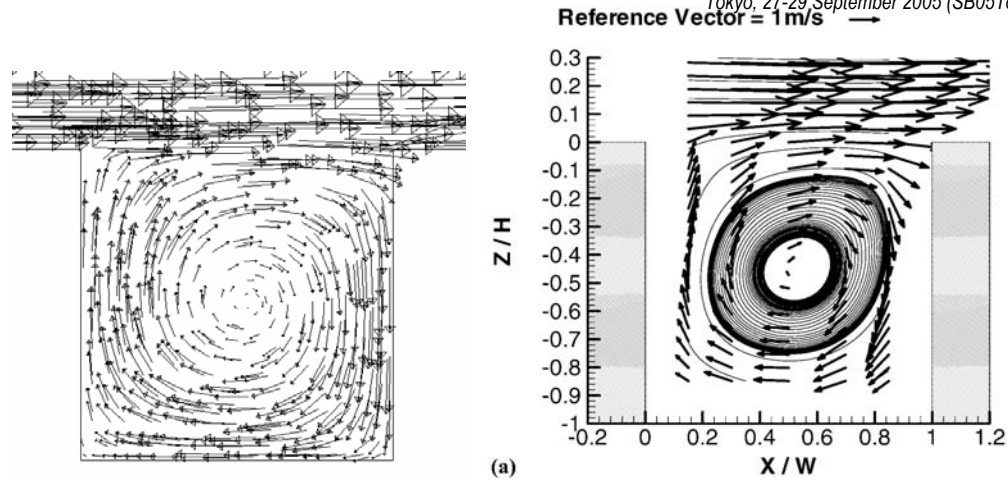 Tokyo, 27-29 September 2005 (SB05To
Reference Vector = 1m/s
0.3
0.2
0.1
0
-0.1
-0.2
-0.3
-0.4
-0.5
-0.6
-0.7
-0.8
-0.9
-1
Z / H
-0.2 0 0.2 0.4 0.6 0.8 1 1.2
X / W
(a)